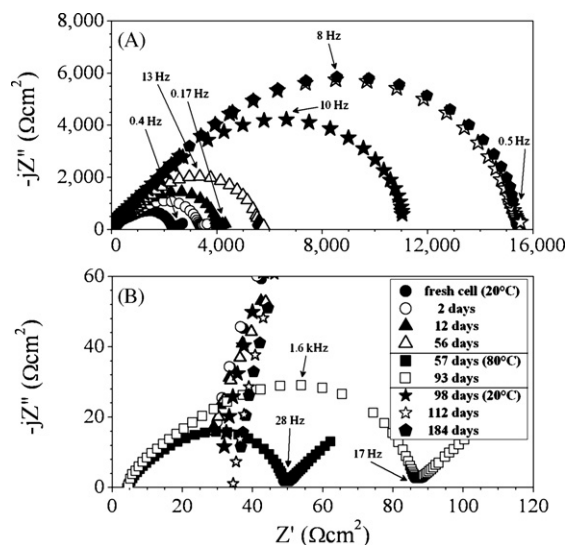 8,000
(A)
8 Hz
6,000
13 Hz
0.17 Hz
10 Hz
0.4 Hz
0.5 Hz
4,000
2,000
0
0
4,000
8,000
12,000
16,000
-jZ'' (Ωcm²)
60
(B)
fresh cell (20°C)
2 days
12 days
56 days
57 days (80°C)
93 days
98 days (20°C)
112 days
184 days
1.6 kHz
40
28 Hz
20
17 Hz
0
0
20
40
60
80
100
120
-jZ'' (Ωcm²)
Z' (Ωcm²)